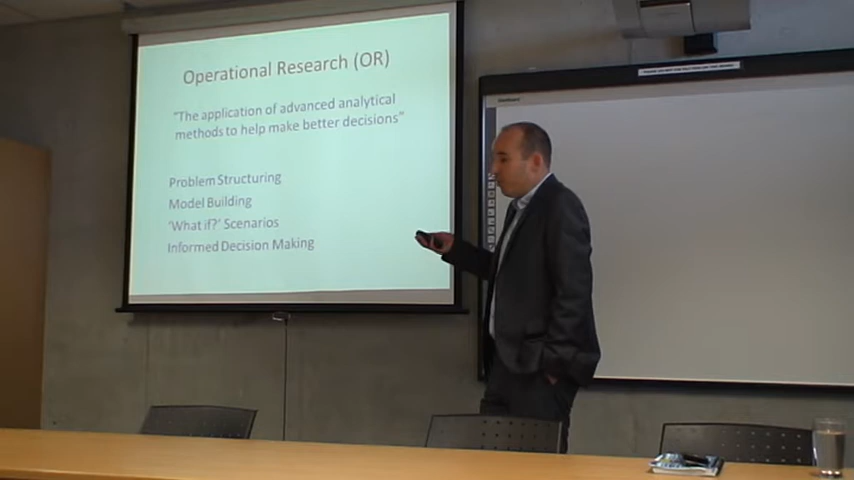 Operational Research (OR)
"The application of advanced analytical
methods to help make better decisions"
Problem Structuring
Model Building
'What if?' Scenarios
Informed Decision Making